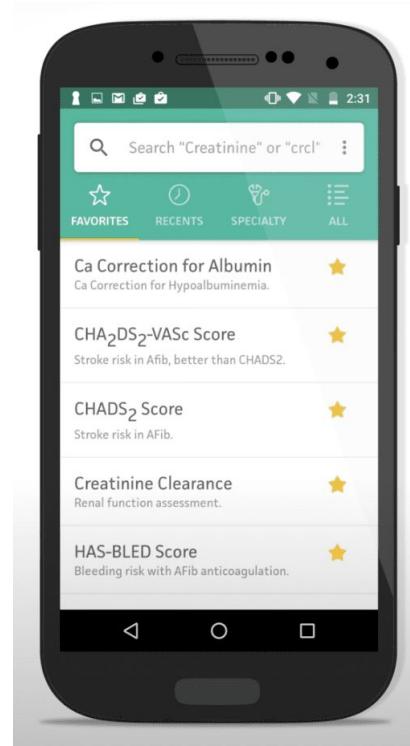 2:31
Search "Creatinine" or "crcl"
FAVORITES RECENTS SPECIALTY ALL
Ca Correction for Albumin
Ca Correction for Hypoalbuminemia.
CHA₂DS₂-VASc Score
Stroke risk in Afib, better than CHADS2.
CHADS₂ Score
Stroke risk in AFib.
Creatinine Clearance
Renal function assessment.
HAS-BLED Score
Bleeding risk with AFib anticoagulation.